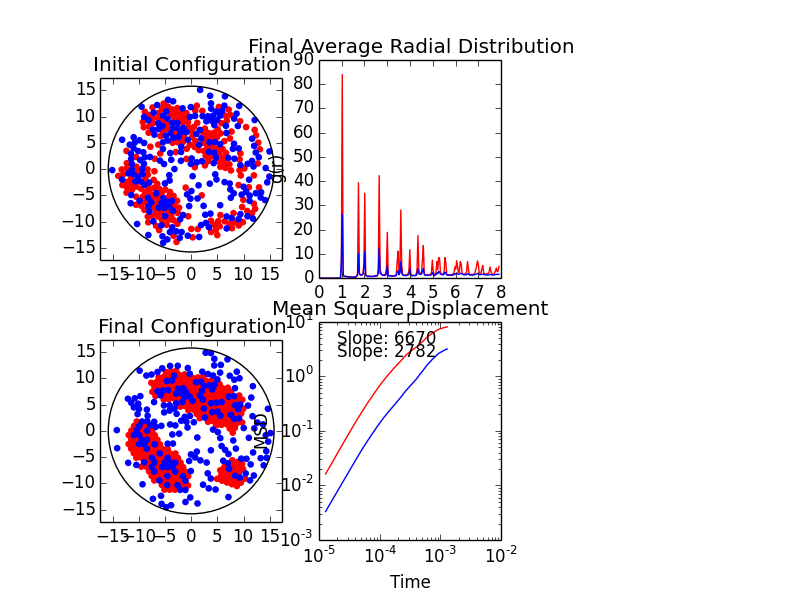 Initial Configuration
15
10
5
0
−5
−10
−15
−15 −10 −5 0 5 10 15
Final Average Radial Distribution
g(r)
90
80
70
60
50
40
30
20
10
0
0 1 2 3 4 5 6 7 8
r
Final Configuration
15
10
5
0
−5
−10
−15
−15 −10 −5 0 5 10 15
Mean Square Displacement
MSD
10^1
10^0
10^-1
10^-2
10^-3
Slope: 6670
Slope: 2782
10^-5 10^-4 10^-3 10^-2
Time